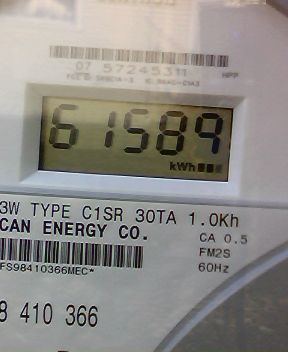 07 57245311 HPP
61589
kWh
3W TYPE C1SR 30TA 1.0Kh
CAN ENERGY CO. CA 0.5
FM2S
FS98410366MEC* 60Hz
8 410 366